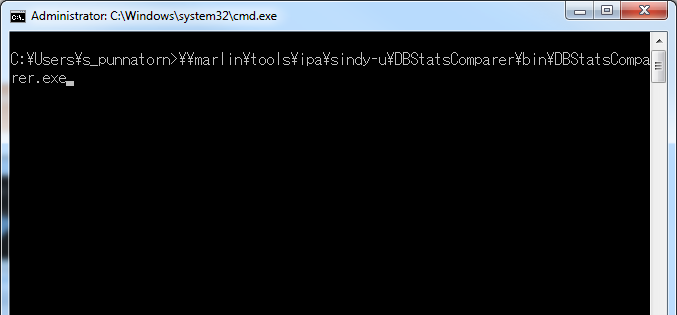 Administrator: C:\Windows\system32\cmd.exe
C:¥Users¥s_punnatorn>¥¥marlin¥tools¥ipa¥sindy-u¥DBStatsComparer¥bin¥DBStatsCompa
rer.exe